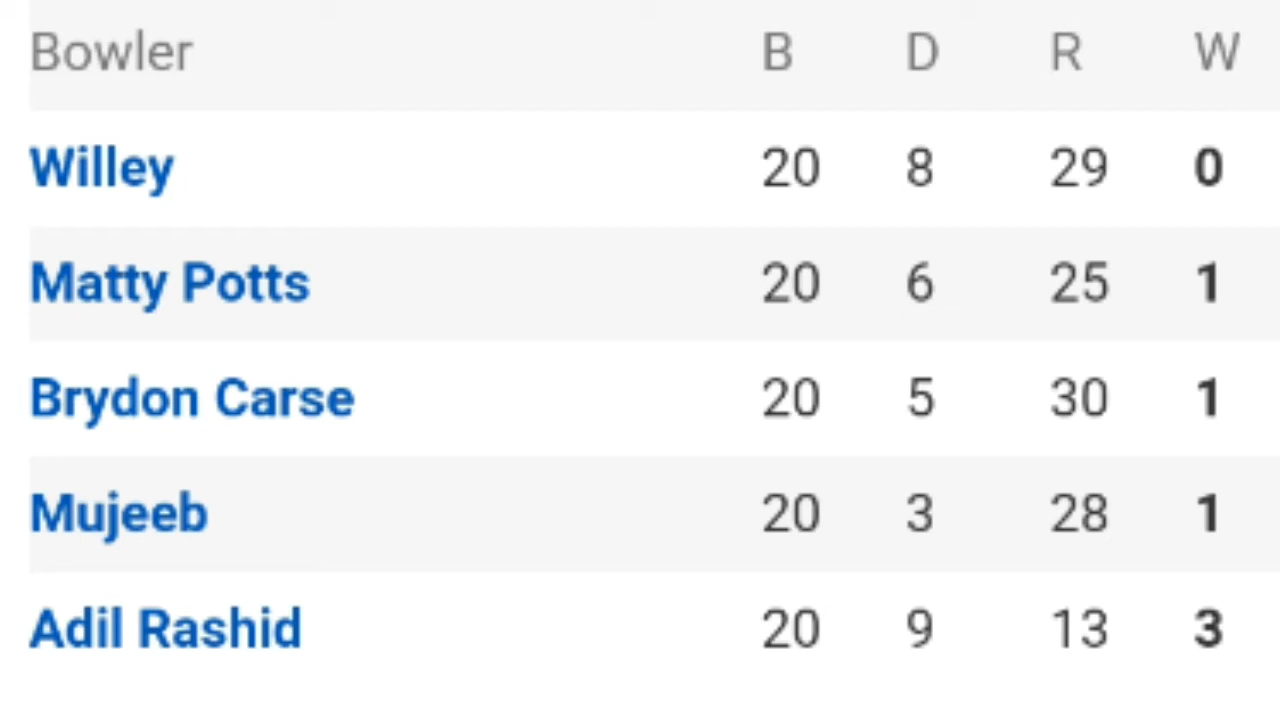 Bowler B D R W
Willey 20 8 29 0
Matty Potts 20 6 25 1
Brydon Carse 20 5 30 1
Mujeeb 20 3 28 1
Adil Rashid 20 9 13 3